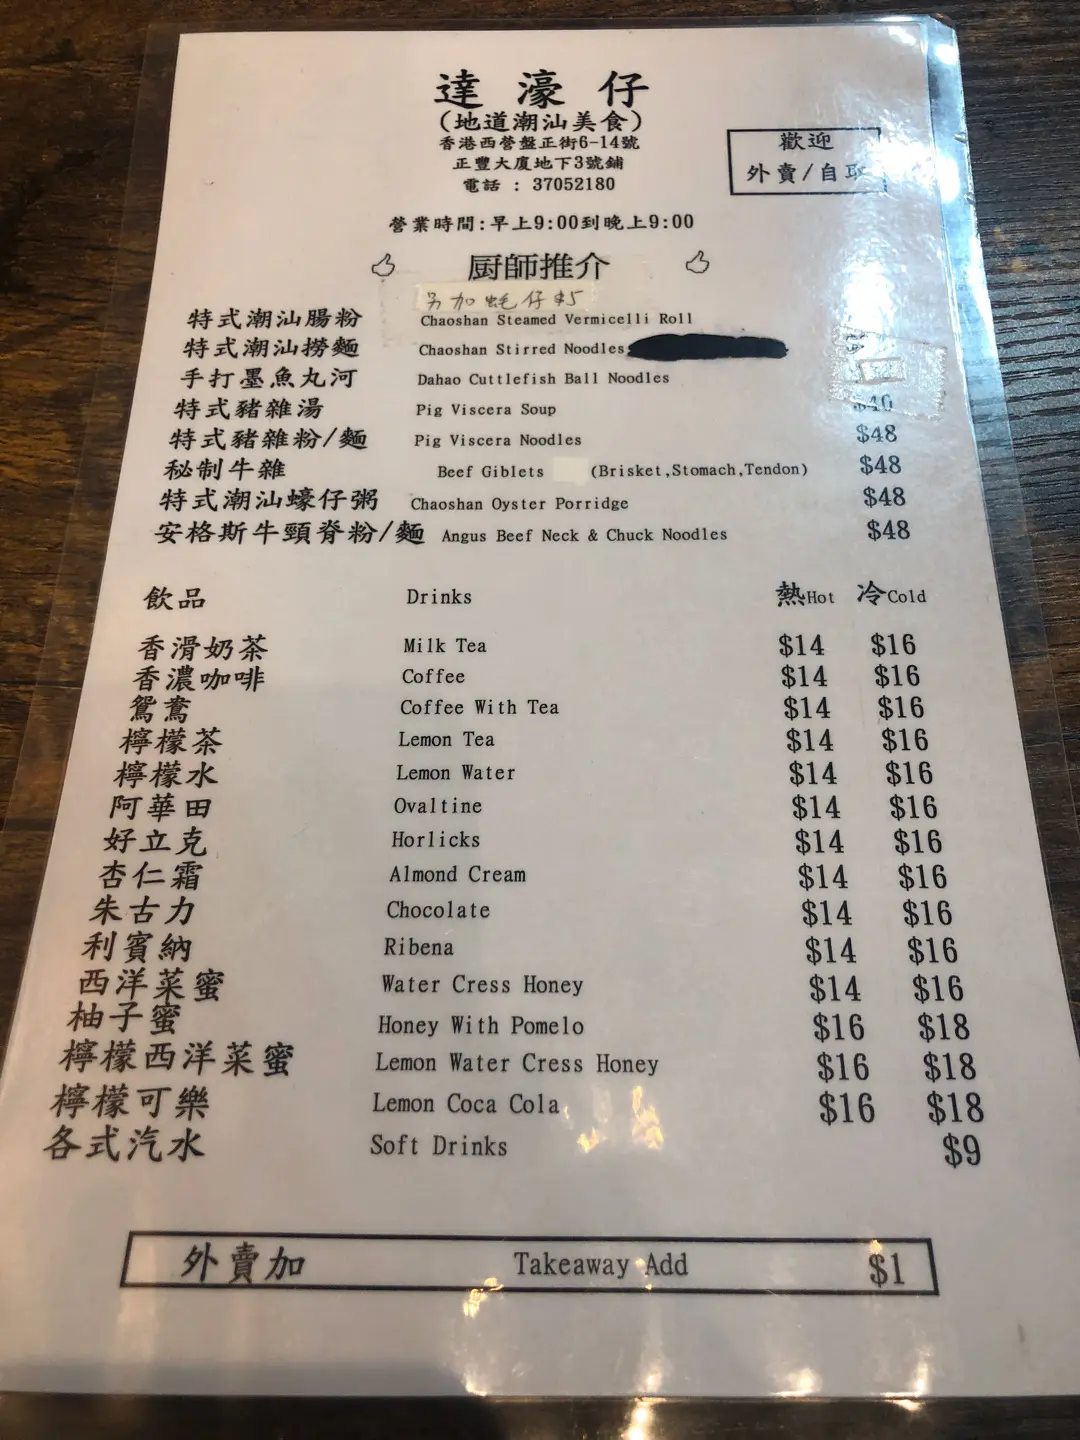 達濠仔
(地道潮汕美食)
香港西營盤正街6-14號
正豐大廈地下3號鋪
電話 : 37052180
歡迎
外賣/自取
營業時間:早上9:00到晚上9:00
厨師推介
另加蚝仔$5
特式潮汕腸粉 Chaoshan Steamed Vermicelli Roll
特式潮汕撈麵 Chaoshan Stirred Noodles
手打墨魚丸河 Dahao Cuttlefish Ball Noodles
特式豬雜湯 Pig Viscera Soup $46
特式豬雜粉/麵 Pig Viscera Noodles $48
秘制牛雜 Beef Giblets (Brisket,Stomach,Tendon) $48
特式潮汕蠔仔粥 Chaoshan Oyster Porridge $48
安格斯牛頸脊粉/麵 Angus Beef Neck & Chuck Noodles $48
飲品 Drinks 熱Hot 冷Cold
香滑奶茶 Milk Tea $14 $16
香濃咖啡 Coffee $14 $16
鴛鴦 Coffee With Tea $14 $16
檸檬茶 Lemon Tea $14 $16
檸檬水 Lemon Water $14 $16
阿華田 Ovaltine $14 $16
好立克 Horlicks $14 $16
杏仁霜 Almond Cream $14 $16
朱古力 Chocolate $14 $16
利賓納 Ribena $14 $16
西洋菜蜜 Water Cress Honey $14 $16
柚子蜜 Honey With Pomelo $16 $18
檸檬西洋菜蜜 Lemon Water Cress Honey $16 $18
檸檬可樂 Lemon Coca Cola $16 $18
各式汽水 Soft Drinks $9
外賣加 Takeaway Add $1